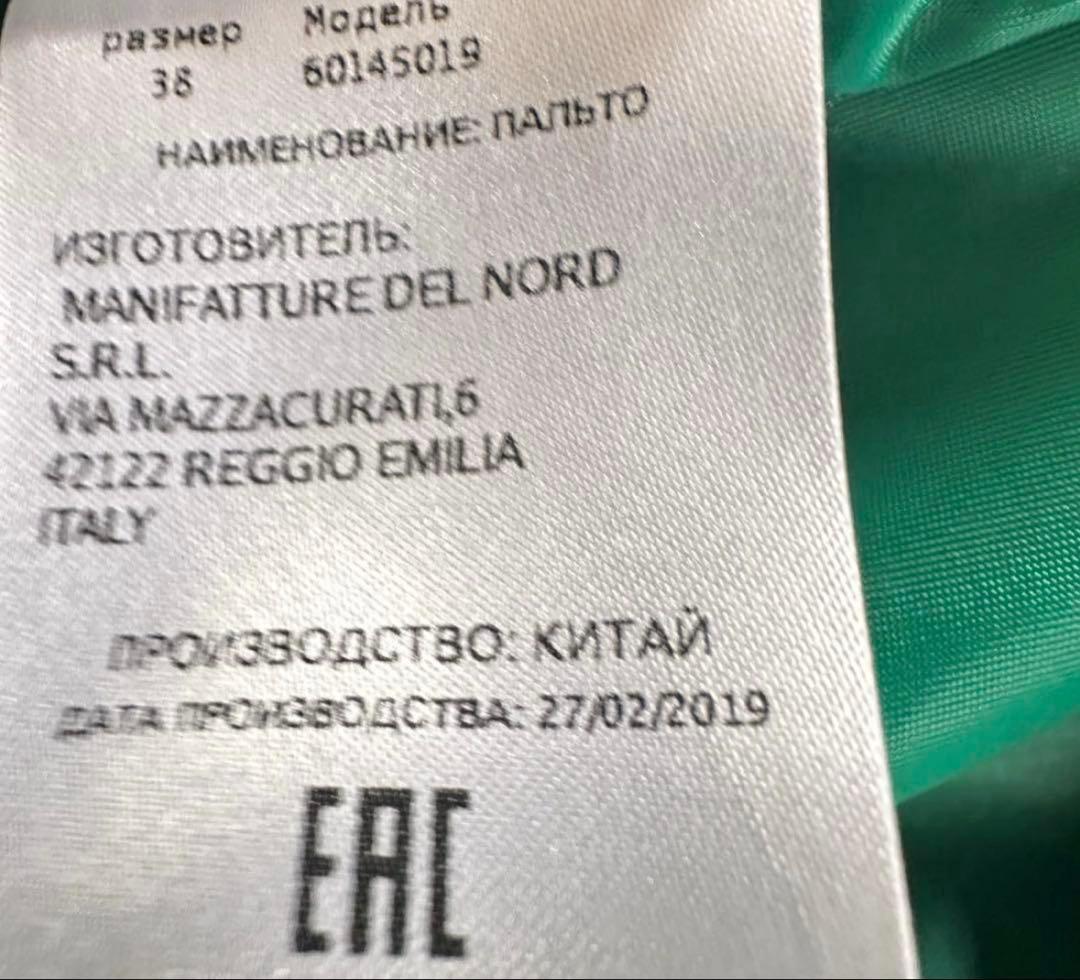 размер Модель
38 60145019
НАИМЕНОВАНИЕ: ПАЛЬТО
ИЗГОТОВИТЕЛЬ:
MANIFATTURE DEL NORD
S.R.L.
VIA MAZZACURATI,6
42122 REGGIO EMILIA
ITALY
ПРОИЗВОДСТВО: КИТАЙ
ДАТА ПРОИЗВОДСТВА: 27/02/2019
EAC